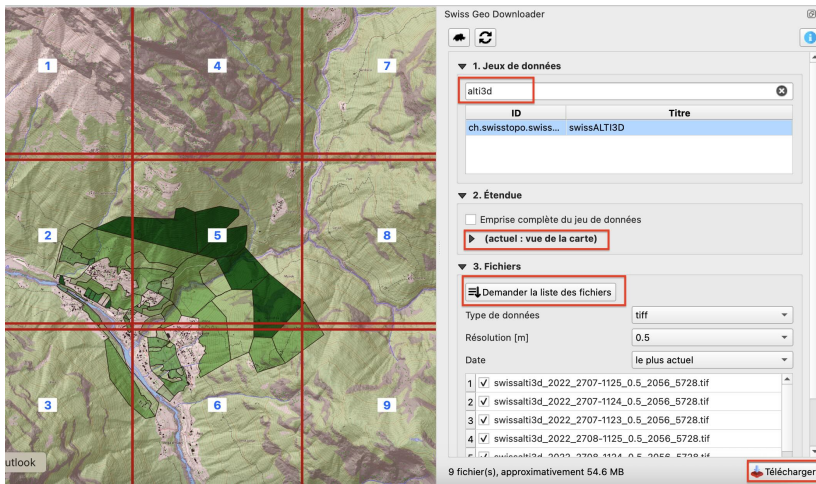 1
4
7
2
5
8
3
6
9
utlook
Swiss Geo Downloader
1. Jeux de données
alti3d
ID Titre
ch.swisstopo.swiss... swissALTI3D
2. Étendue
Emprise complète du jeu de données
(actuel : vue de la carte)
3. Fichiers
Demander la liste des fichiers
Type de données tiff
Résolution [m] 0.5
Date le plus actuel
1 swissalti3d_2022_2707-1125_0.5_2056_5728.tif
2 swissalti3d_2022_2707-1124_0.5_2056_5728.tif
3 swissalti3d_2022_2707-1123_0.5_2056_5728.tif
4 swissalti3d_2022_2708-1125_0.5_2056_5728.tif
9 fichier(s), approximativement 54.6 MB
Télécharger